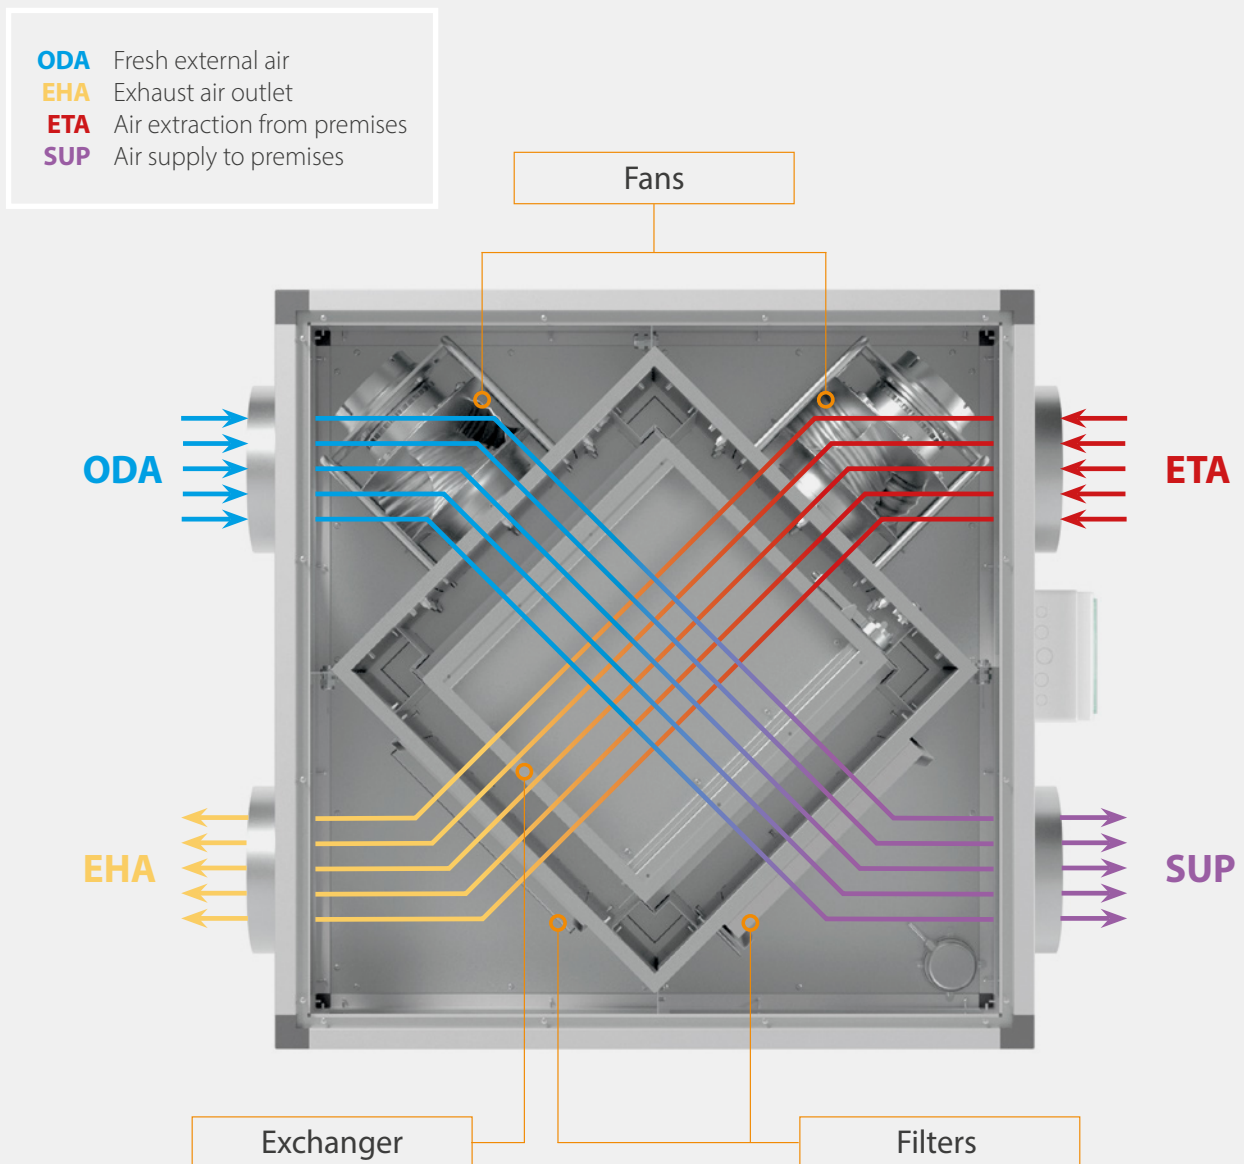 ODA Fresh external air
EHA Exhaust air outlet
ETA Air extraction from premises
SUP Air supply to premises
Fans
ODA
ETA
EHA
SUP
Exchanger
Filters